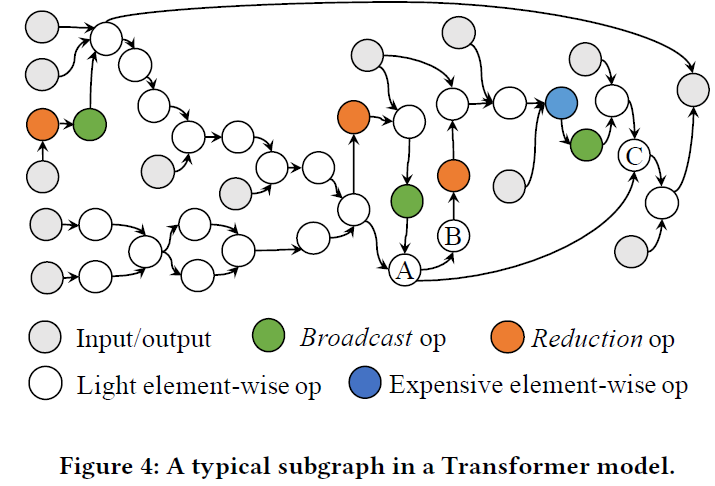 C
B
A
Input/output
Broadcast op
Reduction op
Light element-wise op
Expensive element-wise op
Figure 4: A typical subgraph in a Transformer model.